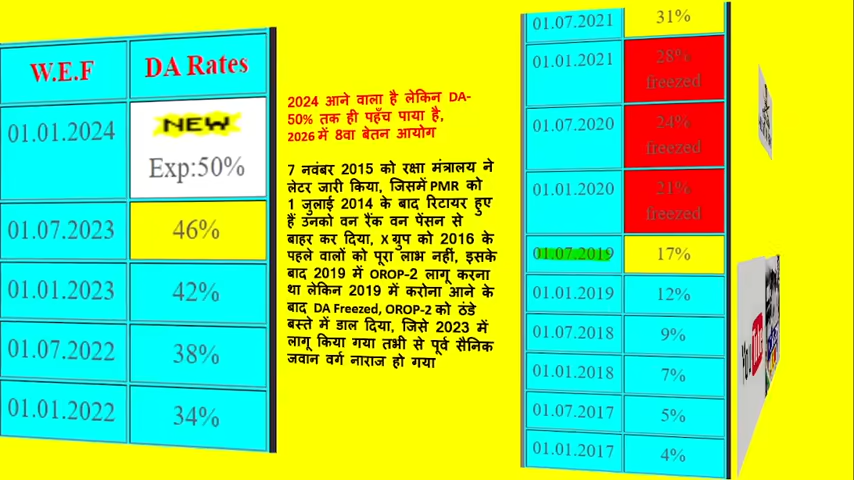 W.E.F DA Rates
01.01.2024 NEW Exp:50%
01.07.2023 46%
01.01.2023 42%
01.07.2022 38%
01.01.2022 34%
2024 आने वाला है लेकिन DA-
50% तक ही पहुँच पाया है,
2026 में 8वा बेतन आयोग
7 नवंबर 2015 को रक्षा मंत्रालय ने
लेटर जारी किया, जिसमें PMR को
1 जुलाई 2014 के बाद रिटायर हुए
हैं उनको वन रैंक वन पेंसन से
बाहर कर दिया, X ग्रुप को 2016 के
पहले वालों को पूरा लाभ नहीं, इसके
बाद 2019 में OROP-2 लागू करना
था लेकिन 2019 में करोना आने के
बाद DA Freezed, OROP-2 को ठंडे
बस्ते में डाल दिया, जिसे 2023 में
लागू किया गया तभी से पूर्व सैनिक
जवान वर्ग नाराज हो गया
01.07.2021 31%
01.01.2021 28% freezed
01.07.2020 24% freezed
01.01.2020 21% freezed
01.07.2019 17%
01.01.2019 12%
01.07.2018 9%
01.01.2018 7%
01.07.2017 5%
01.01.2017 4%
YouTube